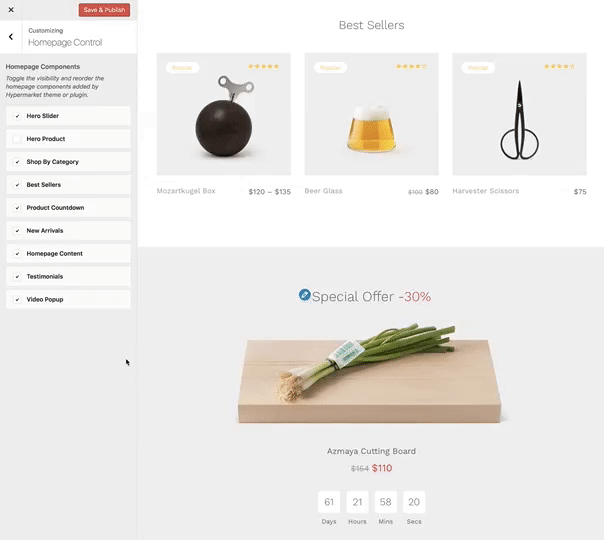 Save & Publish
Customizing
Homepage Control
Homepage Components
Toggle the visibility and reorder the
homepage components added by
Hypermarket theme or plugin.
Hero Slider
Hero Product
Shop By Category
Best Sellers
Product Countdown
New Arrivals
Homepage Content
Testimonials
Video Popup
Best Sellers
Popular
Popular
Popular
Mozartkugel Box $120 – $135
Beer Glass $100 $80
Harvester Scissors $75
Special Offer -30%
Azmaya Cutting Board
$154 $110
61 21 58 20
Days Hours Mins Secs